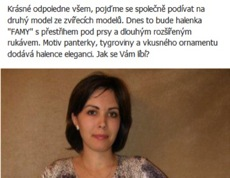 Krásné odpoledne všem, pojďme se společně podívat na
druhý model ze zvířecích modelů. Dnes to bude halenka
"FAMY" s přestřihem pod prsy a dlouhým rozšířeným
rukávem. Motiv panterky, tygroviny a vkusného ornamentu
dodává halence eleganci. Jak se Vám líbí?